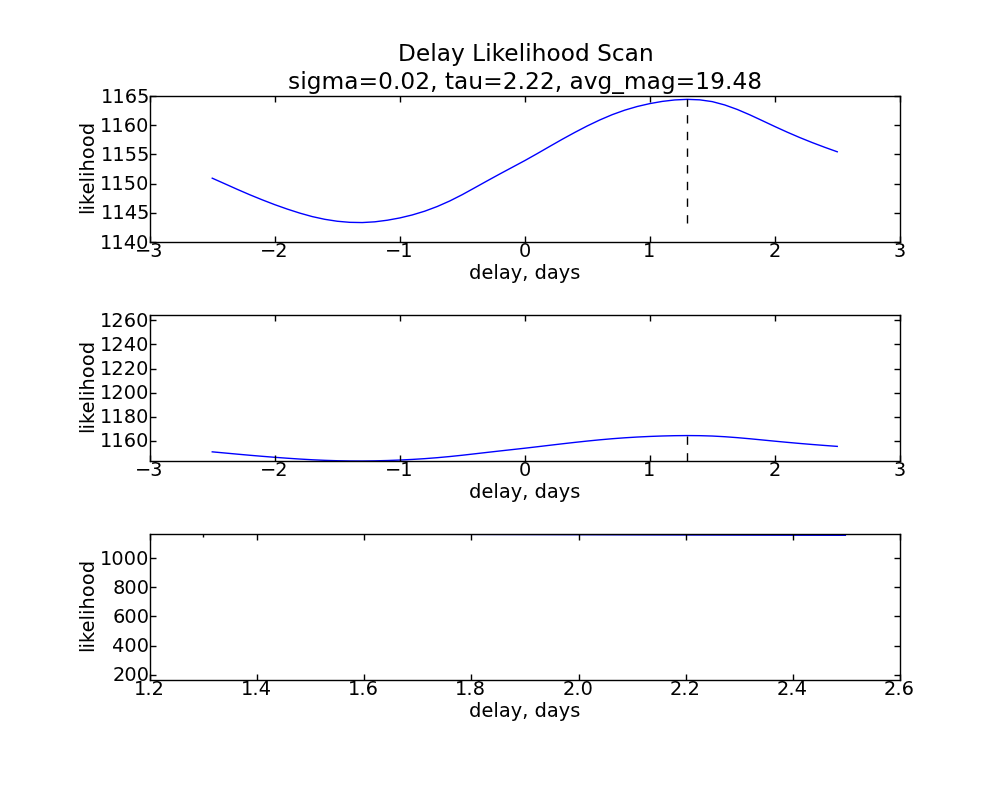 Delay Likelihood Scan
sigma=0.02, tau=2.22, avg_mag=19.48
likelihood
1165
1160
1155
1150
1145
1140
−3 −2 −1 0 1 2 3
delay, days
likelihood
1260
1240
1220
1200
1180
1160
−3 −2 −1 0 1 2 3
delay, days
likelihood
1000
800
600
400
200
1.2 1.4 1.6 1.8 2.0 2.2 2.4 2.6
delay, days